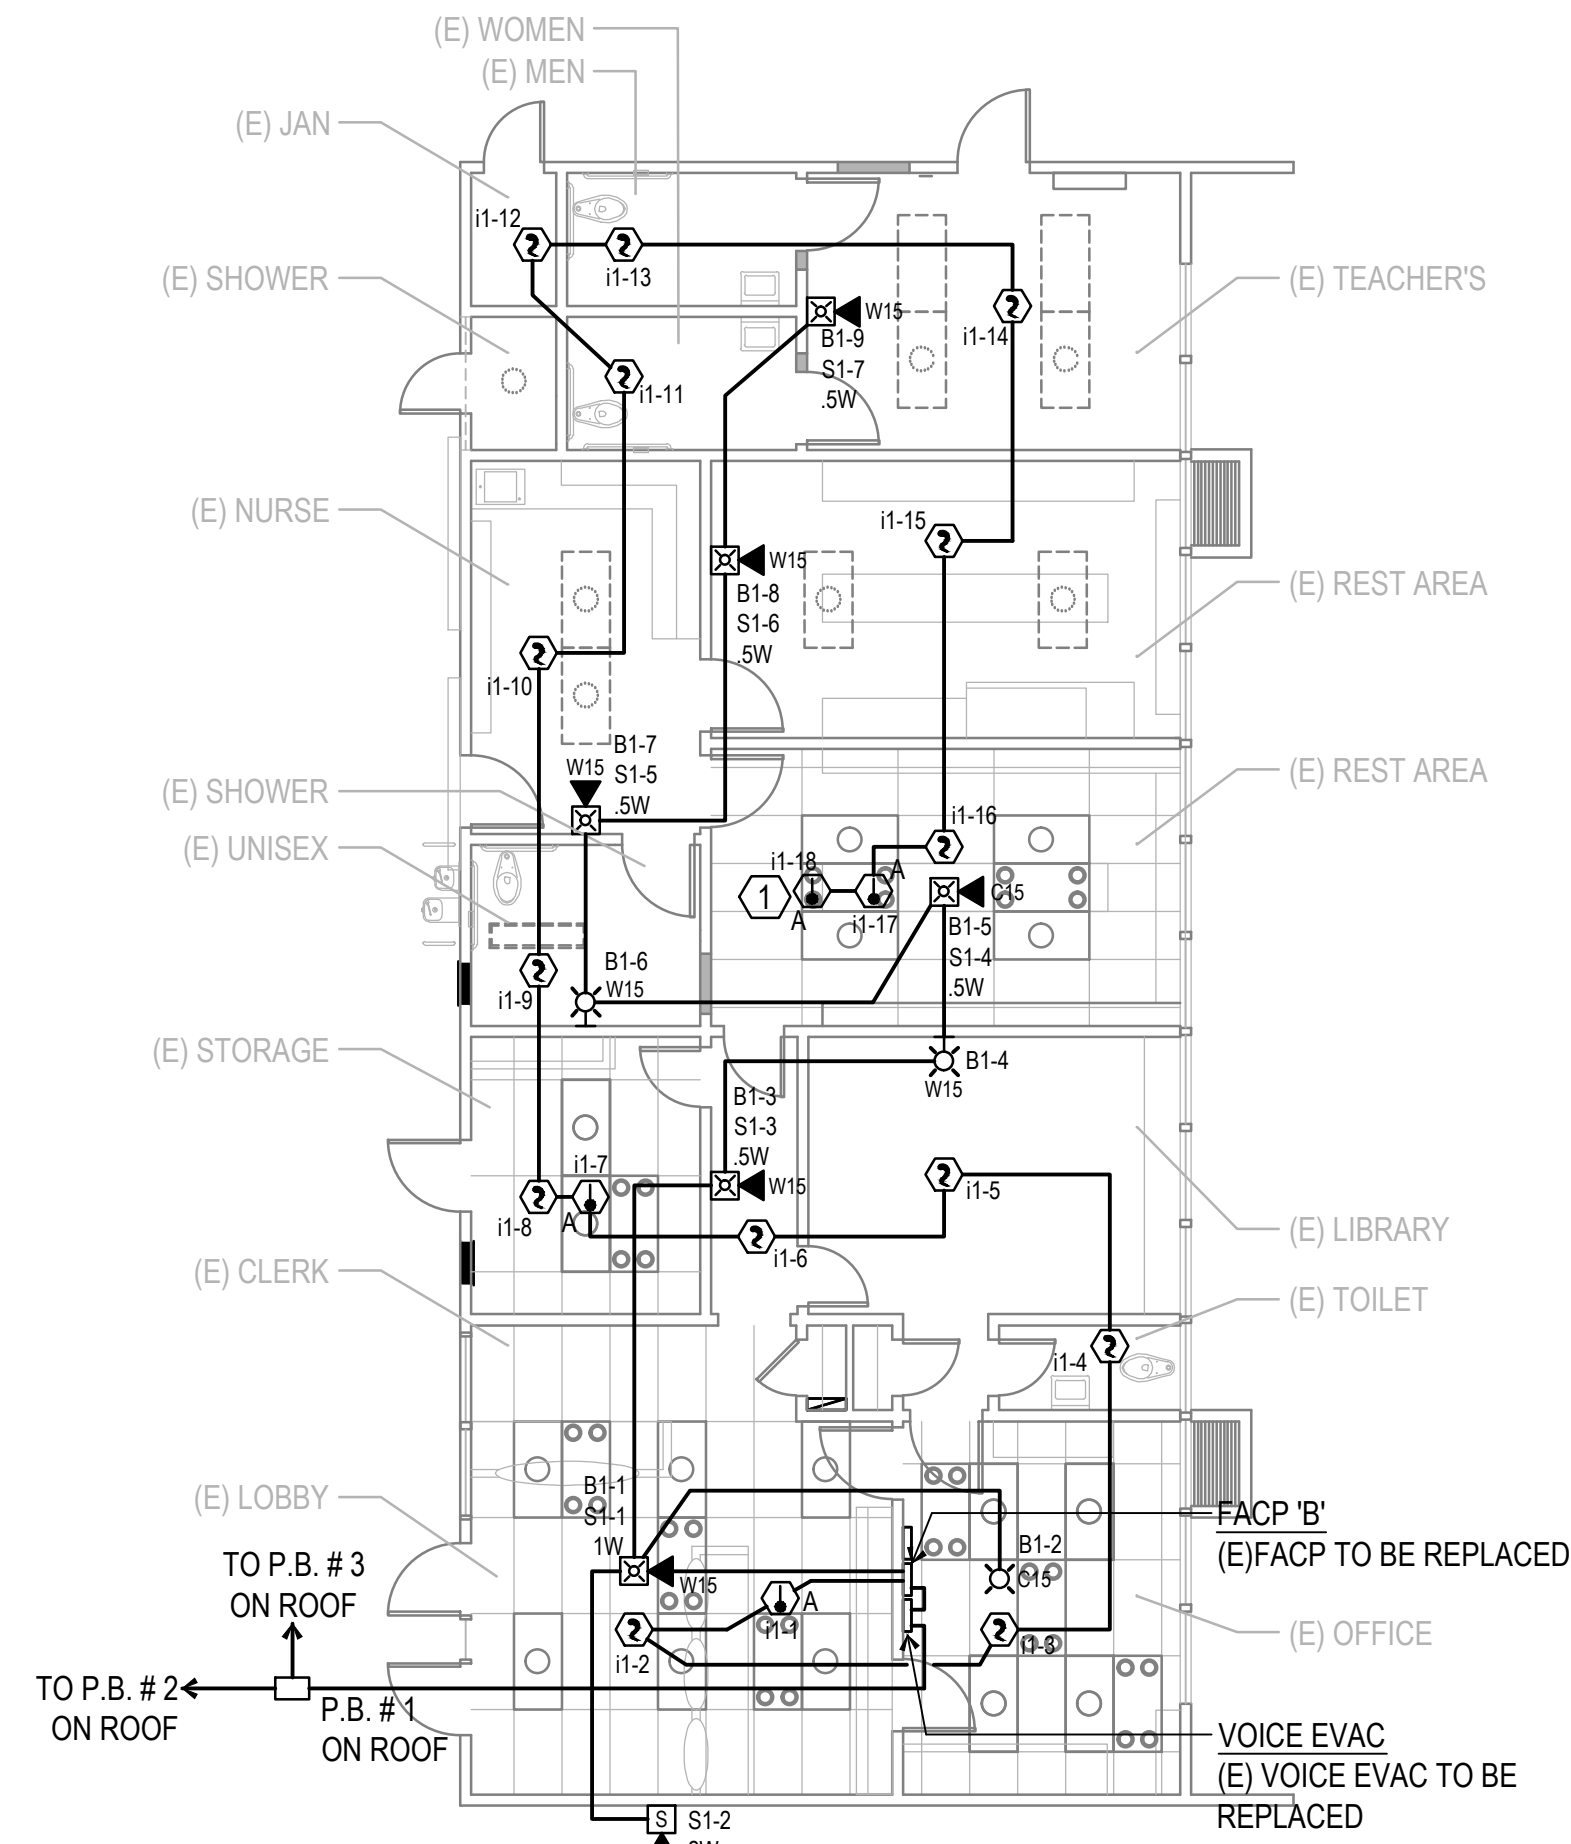 (E) WOMEN
(E) MEN
(E) JAN
i1-12
i1-13
(E) SHOWER
(E) TEACHER'S
W15
B1-9
S1-7
.5W
i1-14
i1-11
(E) NURSE
i1-15
W15
B1-8
S1-6
.5W
(E) REST AREA
i1-10
B1-7
S1-5
.5W
W15
(E) SHOWER
(E) REST AREA
(E) UNISEX
i1-16
i1-18
A
1
A
i1-17
C15
B1-5
S1-4
.5W
B1-6
W15
i1-9
(E) STORAGE
B1-4
W15
B1-3
S1-3
.5W
W15
i1-7
i1-8
A
i1-5
i1-6
(E) LIBRARY
(E) CLERK
(E) TOILET
i1-4
(E) LOBBY
B1-1
S1-1
1W
W15
FACP 'B'
(E)FACP TO BE REPLACED
B1-2
C15
TO P.B. # 3
ON ROOF
A
i1-1
i1-2
i1-3
(E) OFFICE
TO P.B. # 2
ON ROOF
P.B. # 1
ON ROOF
VOICE EVAC
(E) VOICE EVAC TO BE
REPLACED
S
S1-2